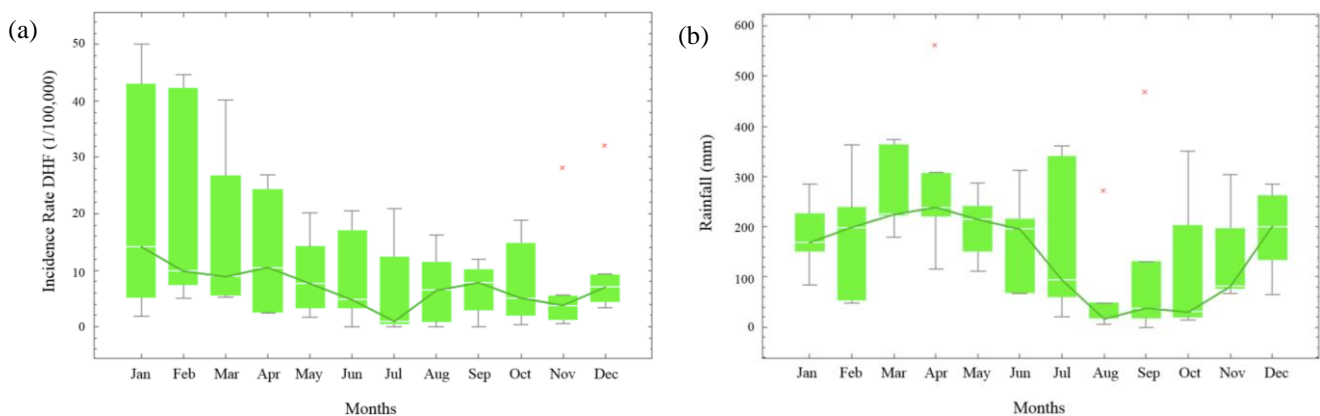 (a)
Incidence Rate DHF (1/100,000)
50
40
30
20
10
0
Jan Feb Mar Apr May Jun Jul Aug Sep Oct Nov Dec
Months
(b)
Rainfall (mm)
600
500
400
300
200
100
0
Jan Feb Mar Apr May Jun Jul Aug Sep Oct Nov Dec
Months